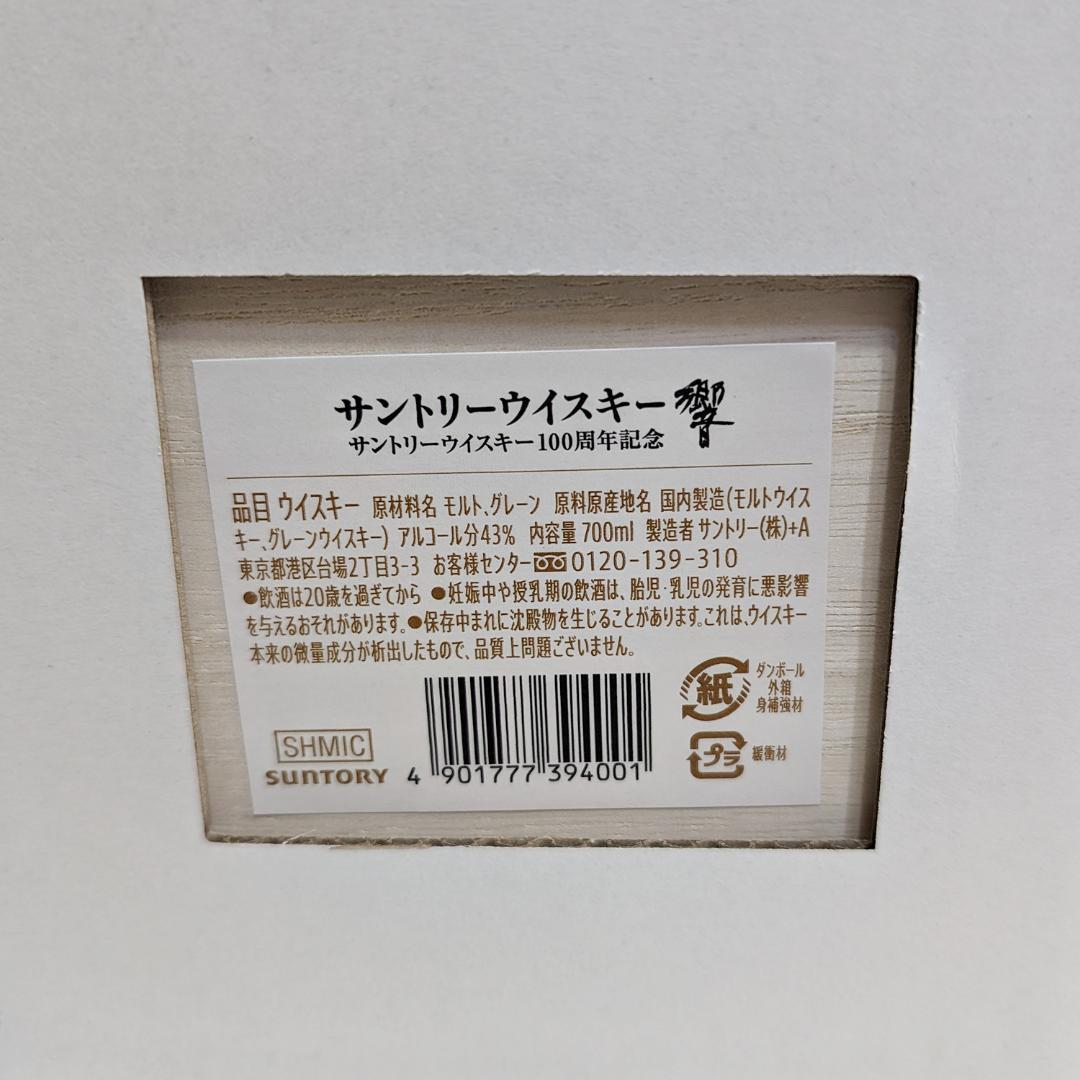 サントリーウイスキー 響
サントリーウイスキー100周年記念
品目 ウイスキー 原材料名 モルト、グレーン 原料原産地名 国内製造(モルトウイス
キー、グレーンウイスキー) アルコール分43% 内容量 700ml 製造者 サントリー(株)+A
東京都港区台場2丁目3-3 お客様センター 0120-139-310
●飲酒は20歳を過ぎてから ●妊娠中や授乳期の飲酒は、胎児・乳児の発育に悪影響
を与えるおそれがあります。●保存中まれに沈殿物を生じることがあります。これは、ウイスキー
本来の微量成分が析出したもので、品質上問題ございません。
紙
ダンボール
外箱
身補強材
プラ
緩衝材
SHMIC
SUNTORY
4 901777 394001